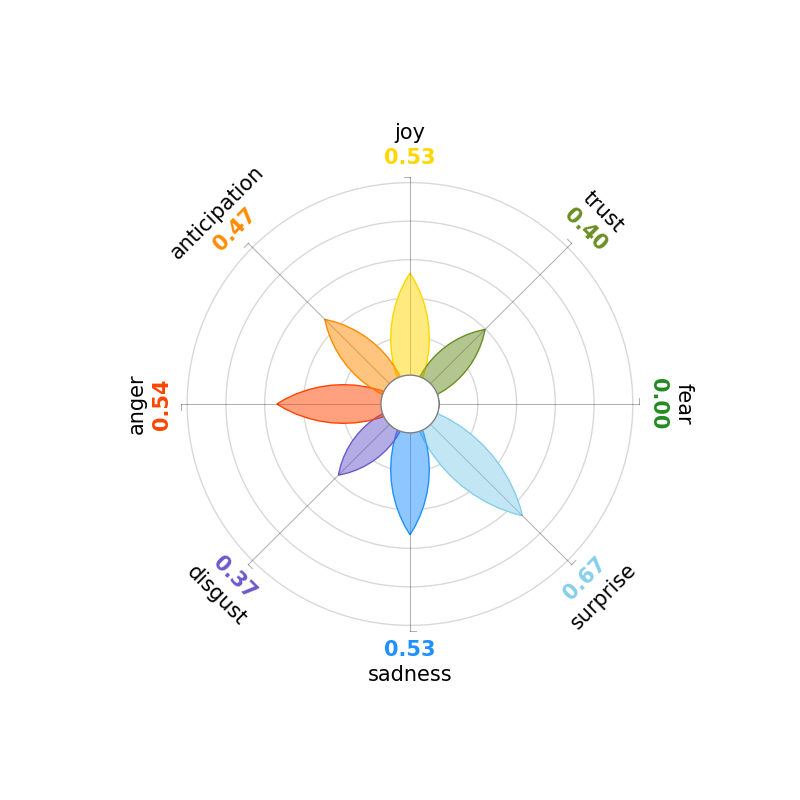 joy
0.53
trust
0.40
fear
0.00
surprise
0.67
sadness
0.53
disgust
0.37
anger
0.54
anticipation
0.47